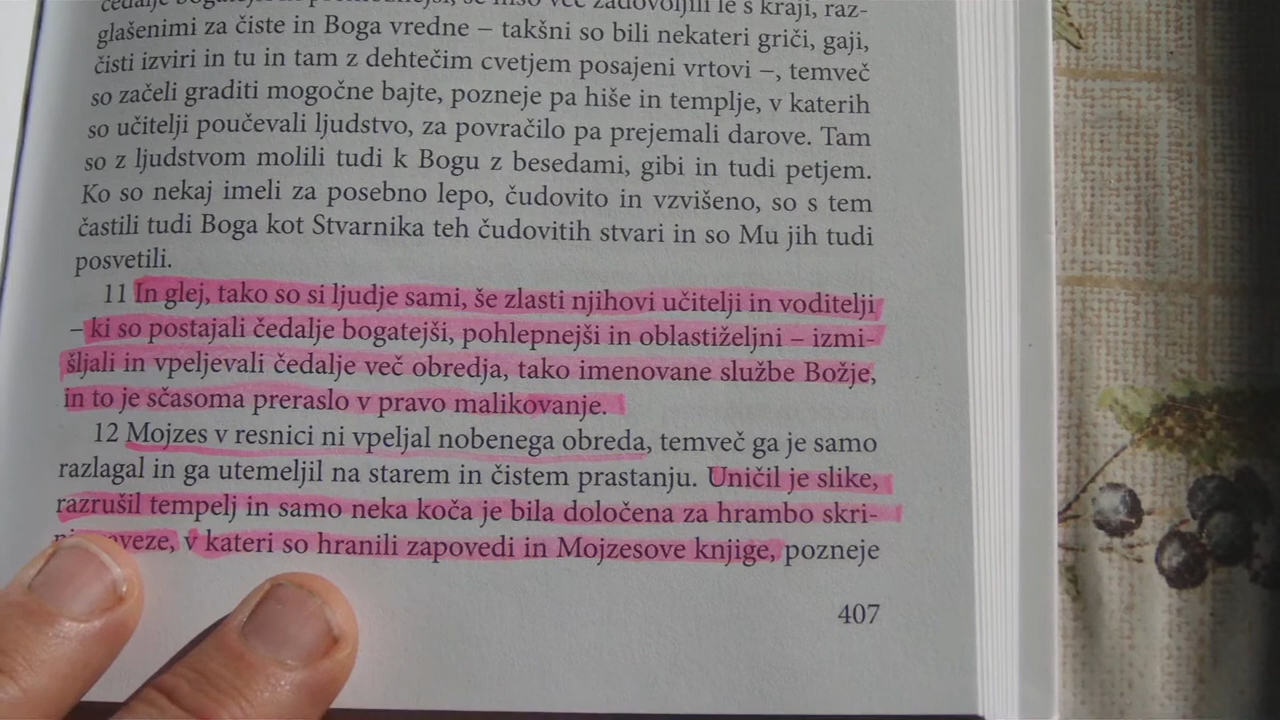 čedalje bogatejši in premožnejši, se niso več zadovoljili le s kraji, raz-
glašenimi za čiste in Boga vredne – takšni so bili nekateri griči, gaji,
čisti izviri in tu in tam z dehtečim cvetjem posajeni vrtovi –, temveč
so začeli graditi mogočne bajte, pozneje pa hiše in templje, v katerih
so učitelji poučevali ljudstvo, za povračilo pa prejemali darove. Tam
so z ljudstvom molili tudi k Bogu z besedami, gibi in tudi petjem.
Ko so nekaj imeli za posebno lepo, čudovito in vzvišeno, so s tem
častili tudi Boga kot Stvarnika teh čudovitih stvari in so Mu jih tudi
posvetili.
11 In glej, tako so si ljudje sami, še zlasti njihovi učitelji in voditelji
– ki so postajali čedalje bogatejši, pohlepnejši in oblastiželjni – izmi-
šljali in vpeljevali čedalje več obredja, tako imenovane službe Božje,
in to je sčasoma preraslo v pravo malikovanje.
12 Mojzes v resnici ni vpeljal nobenega obreda, temveč ga je samo
razlagal in ga utemeljil na starem in čistem prastanju. Uničil je slike,
razrušil tempelj in samo neka koča je bila določena za hrambo skri-
v kateri so hranili zapovedi in Mojzesove knjige, pozneje
407